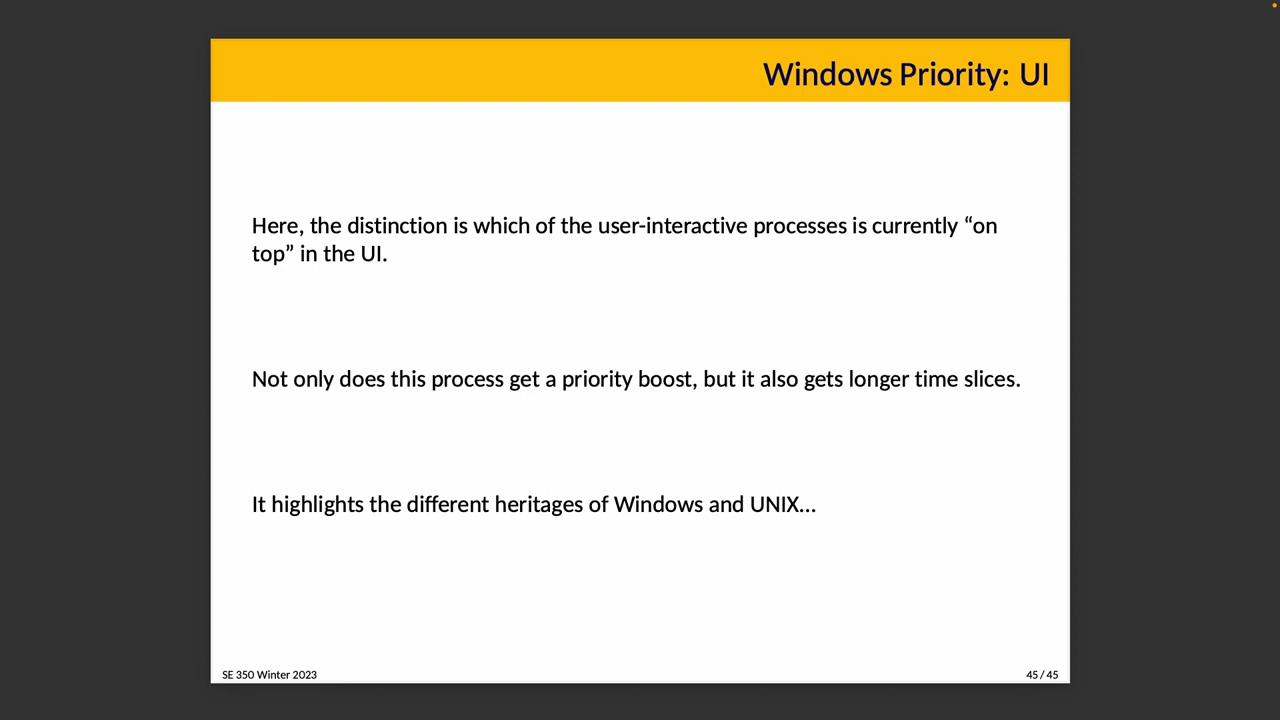 Windows Priority: UI
Here, the distinction is which of the user-interactive processes is currently “on
top” in the UI.
Not only does this process get a priority boost, but it also gets longer time slices.
It highlights the different heritages of Windows and UNIX...
SE 350 Winter 2023
45 / 45